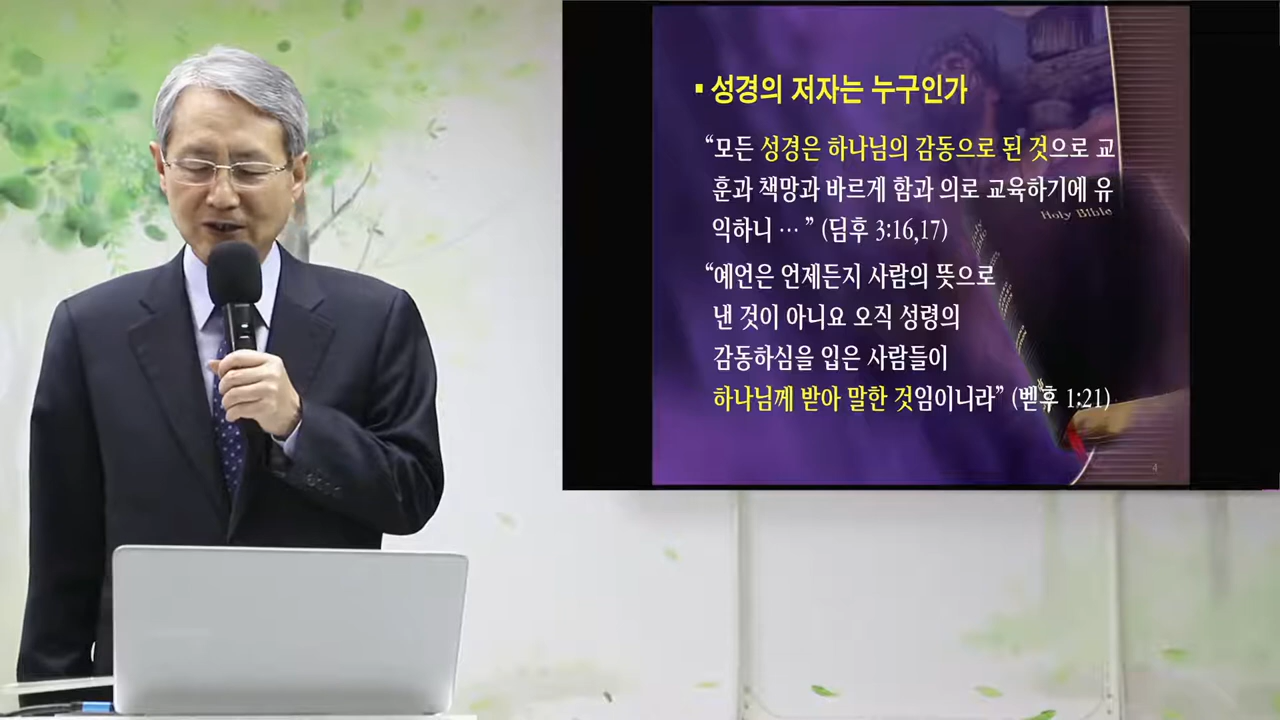 ▪ 성경의 저자는 누구인가
“모든 성경은 하나님의 감동으로 된 것으로 교
훈과 책망과 바르게 함과 의로 교육하기에 유
익하니 … ” (딤후 3:16,17)
Holy Bible
“예언은 언제든지 사람의 뜻으로
낸 것이 아니요 오직 성령의
감동하심을 입은 사람들이
하나님께 받아 말한 것임이니라” (벧후 1:21)
4